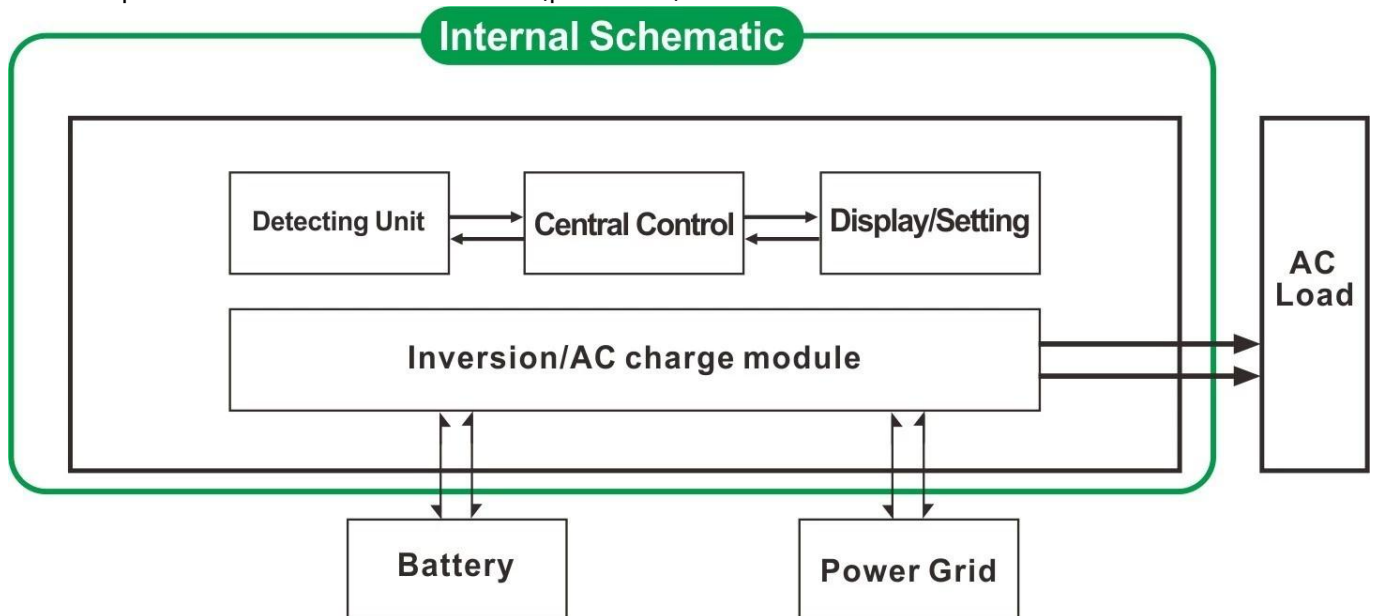 Internal Schematic
Detecting Unit
Central Control
Display/Setting
AC
Load
Inversion/AC charge module
Battery
Power Grid